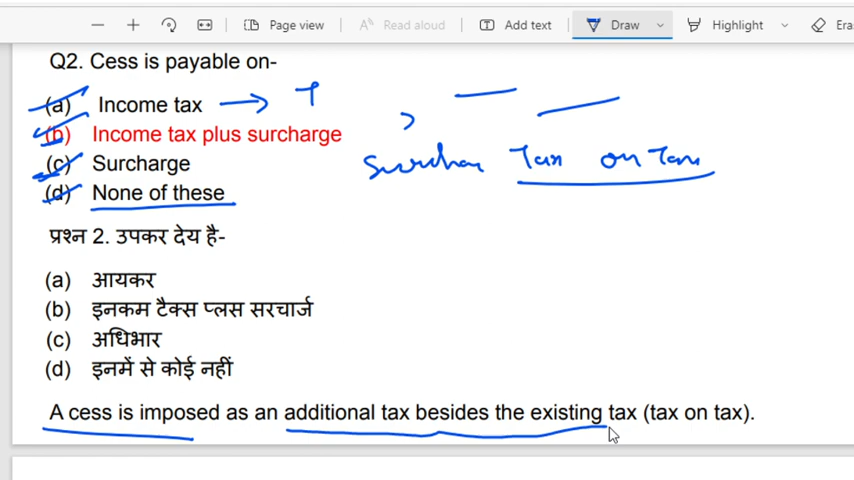 Page view
Read aloud
Add text
Draw
Highlight
Era
Q2. Cess is payable on-
(a) Income tax
(b) Income tax plus surcharge
(c) Surcharge
Tax on Tax
(d) None of these
प्रश्न 2. उपकर देय है-
(a) आयकर
(b) इनकम टैक्स प्लस सरचार्ज
(c) अधिभार
(d) इनमें से कोई नहीं
A cess is imposed as an additional tax besides the existing tax (tax on tax).